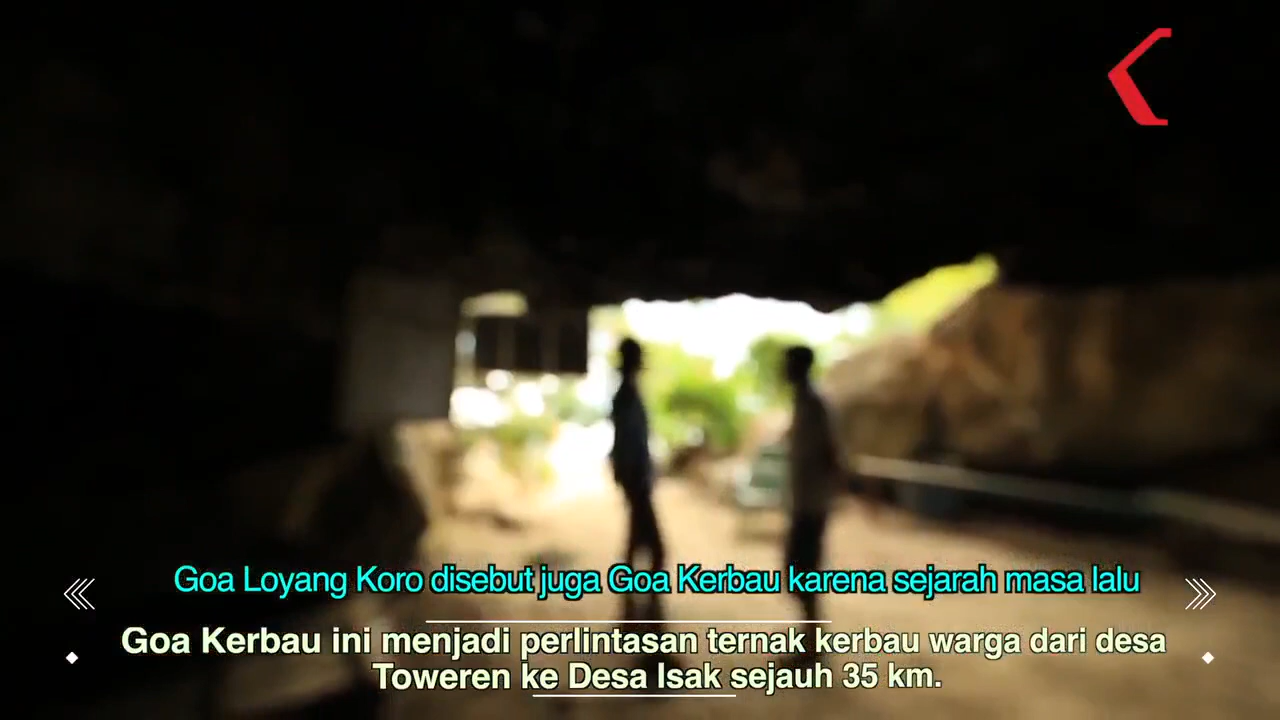 Goa Loyang Koro disebut juga Goa Kerbau karena sejarah masa lalu
Goa Kerbau ini menjadi perlintasan ternak kerbau warga dari desa
Toweren ke Desa Isak sejauh 35 km.